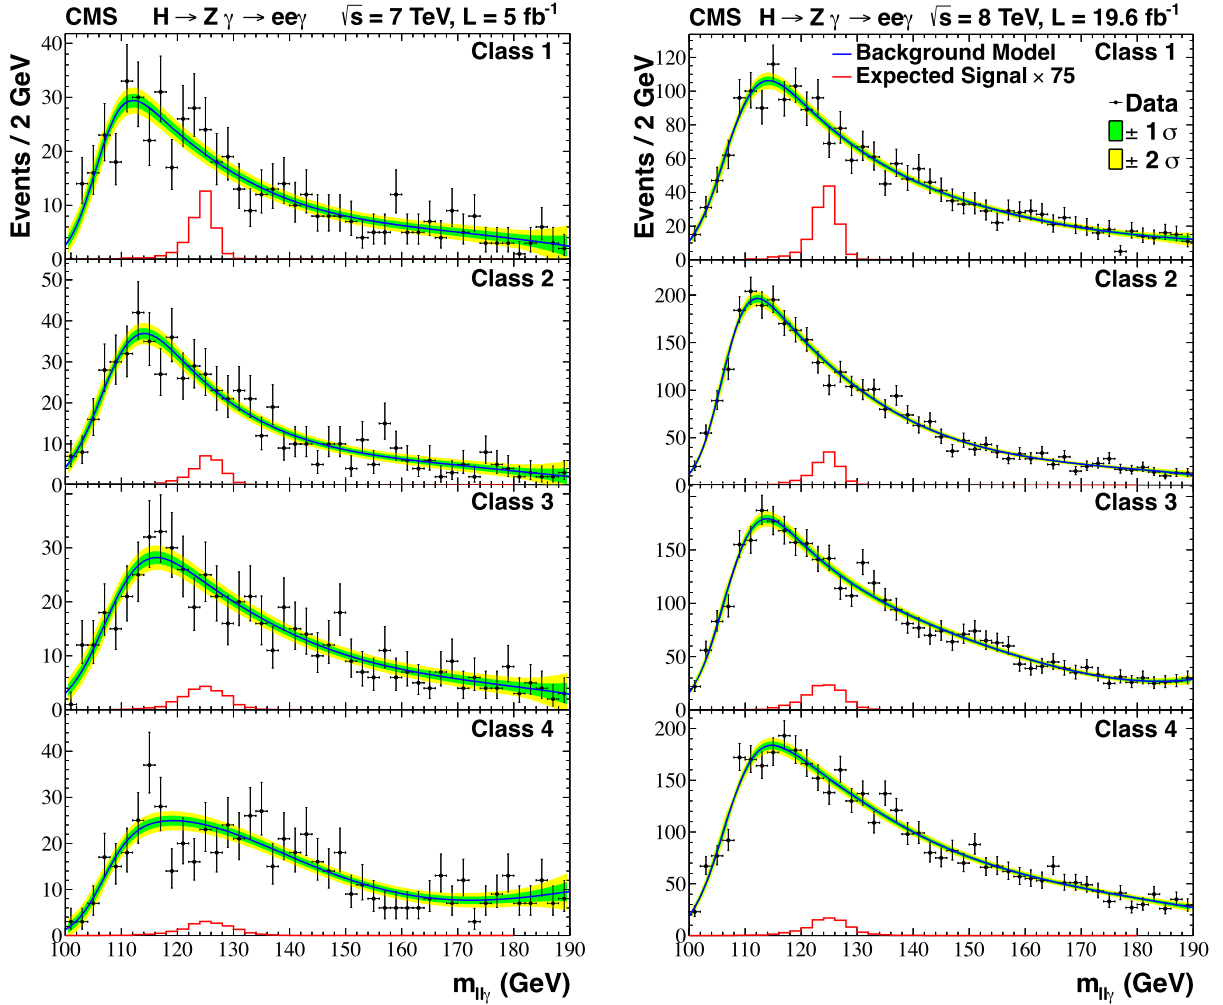 CMS H → Z γ → eeγ √s = 7 TeV, L = 5 fb⁻¹
Events / 2 GeV
Class 1
40
30
20
10
0
Class 2
50
40
30
20
10
0
Class 3
30
20
10
0
Class 4
40
30
20
10
0
100 110 120 130 140 150 160 170 180 190
m_llγ (GeV)
CMS H → Z γ → eeγ √s = 8 TeV, L = 19.6 fb⁻¹
Events / 2 GeV
Background Model
Class 1
Expected Signal × 75
Data
± 1 σ
± 2 σ
120
100
80
60
40
20
0
Class 2
200
150
100
50
0
Class 3
150
100
50
0
Class 4
200
150
100
50
0
100 110 120 130 140 150 160 170 180 190
m_llγ (GeV)